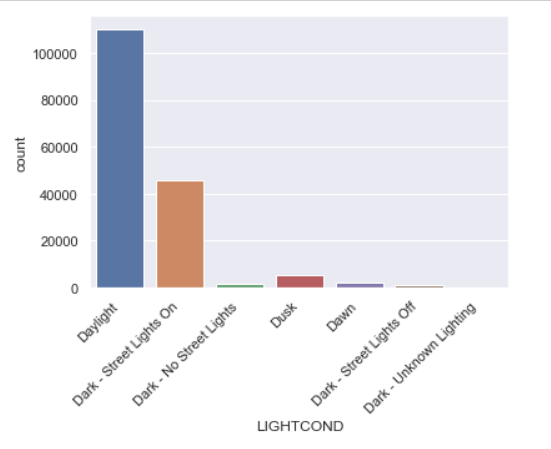 100000
80000
60000
40000
20000
0
count
Daylight
Dark - Street Lights On
Dark - No Street Lights
Dusk
Dawn
Dark - Street Lights Off
Dark - Unknown Lighting
LIGHTCOND